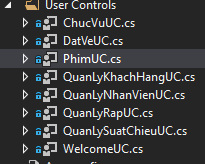 User Controls
ChucVuUC.cs
DatVeUC.cs
PhimUC.cs
QuanLyKhachHangUC.cs
QuanLyNhanVienUC.cs
QuanLyRapUC.cs
QuanLySuatChieuUC.cs
WelcomeUC.cs